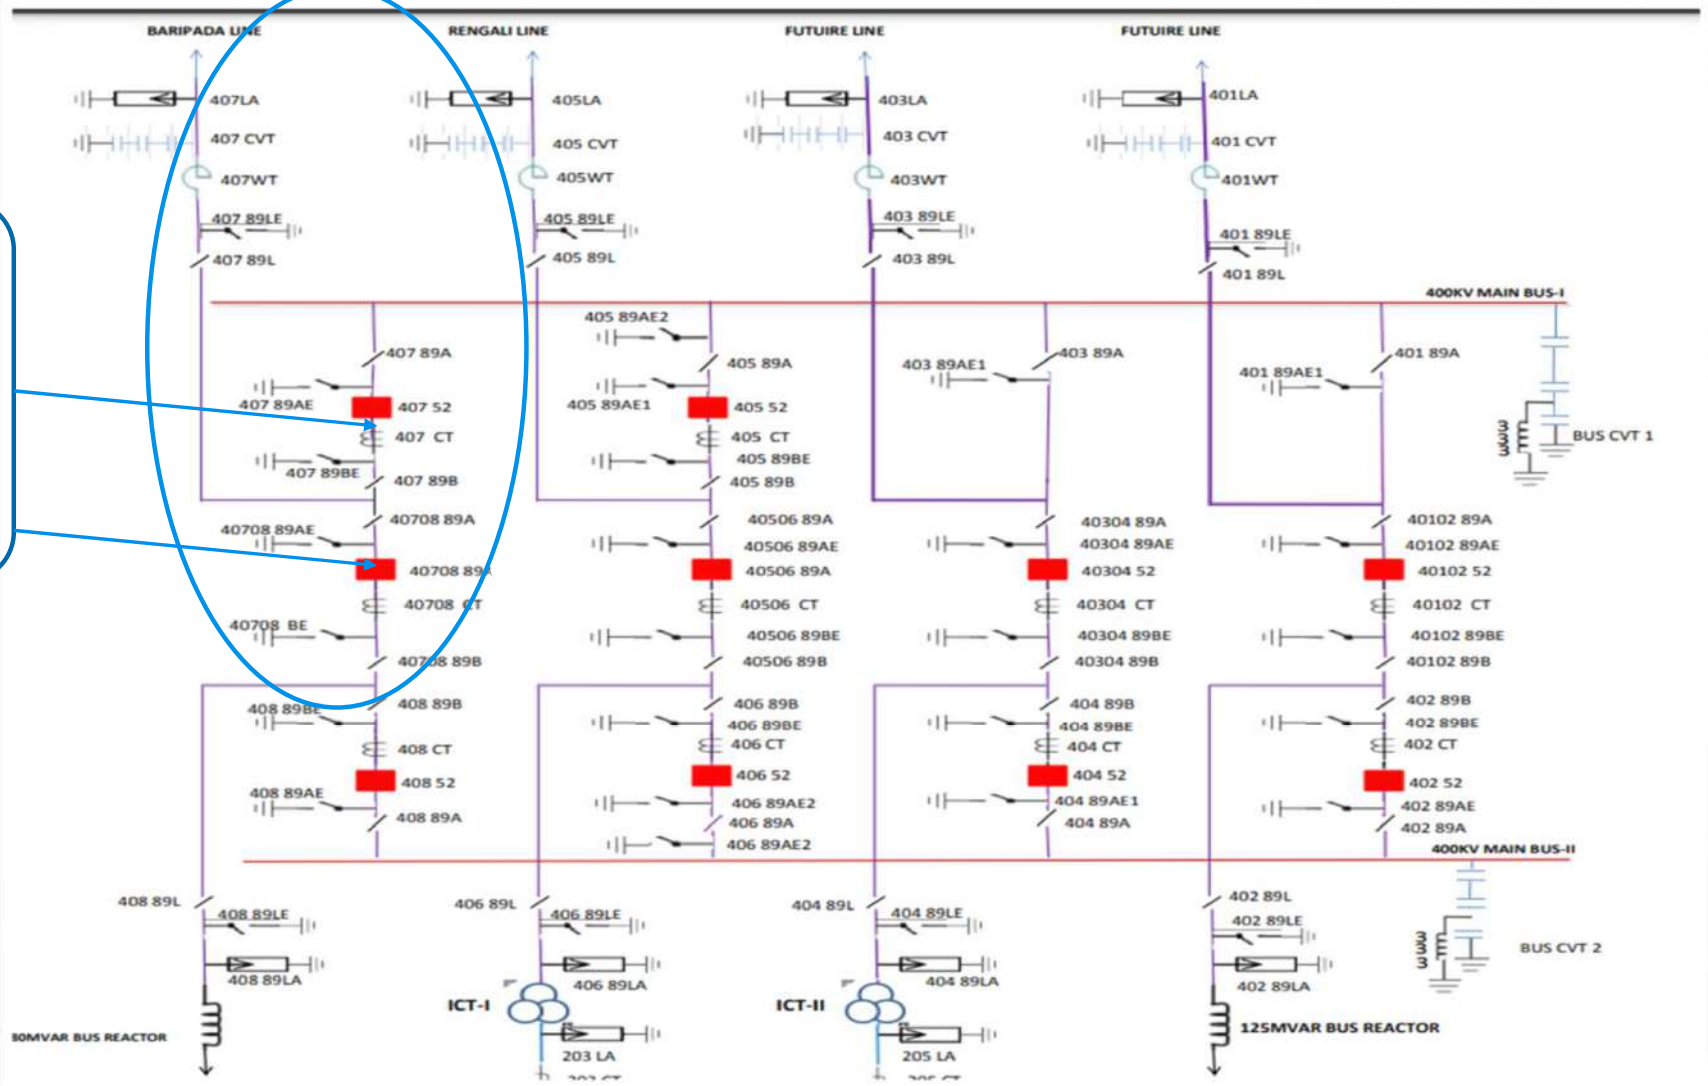 BARIPADA LINE
RENGALI LINE
FUTUIRE LINE
FUTUIRE LINE
407LA
405LA
403LA
401LA
407 CVT
405 CVT
403 CVT
401 CVT
407WT
405WT
403WT
401WT
407 89LE
405 89LE
403 89LE
401 89LE
407 89L
405 89L
403 89L
401 89L
400KV MAIN BUS-I
405 89AE2
407 89A
405 89A
403 89AE1
403 89A
401 89AE1
401 89A
407 89AE
407 52
405 89AE1
405 52
407 CT
405 CT
BUS CVT 1
407 89BE
407 89B
405 89BE
405 89B
40708 89A
40506 89A
40304 89A
40102 89A
40708 89AE
40506 89AE
40304 89AE
40102 89AE
40708 89A
40506 89A
40304 52
40102 52
40708 CT
40506 CT
40304 CT
40102 CT
40708 BE
40506 89BE
40304 89BE
40102 89BE
40708 89B
40506 89B
40304 89B
40102 89B
408 89BE
408 89B
406 89B
404 89B
402 89B
406 89BE
404 89BE
402 89BE
408 CT
406 CT
404 CT
402 CT
408 52
406 52
404 52
402 52
408 89AE
406 89AE2
404 89AE1
402 89AE
408 89A
406 89A
404 89A
402 89A
406 89AE2
400KV MAIN BUS-II
408 89L
406 89L
404 89L
402 89L
408 89LE
406 89LE
404 89LE
402 89LE
BUS CVT 2
408 89LA
406 89LA
404 89LA
402 89LA
ICT-I
ICT-II
80MVAR BUS REACTOR
125MVAR BUS REACTOR
203 LA
205 LA